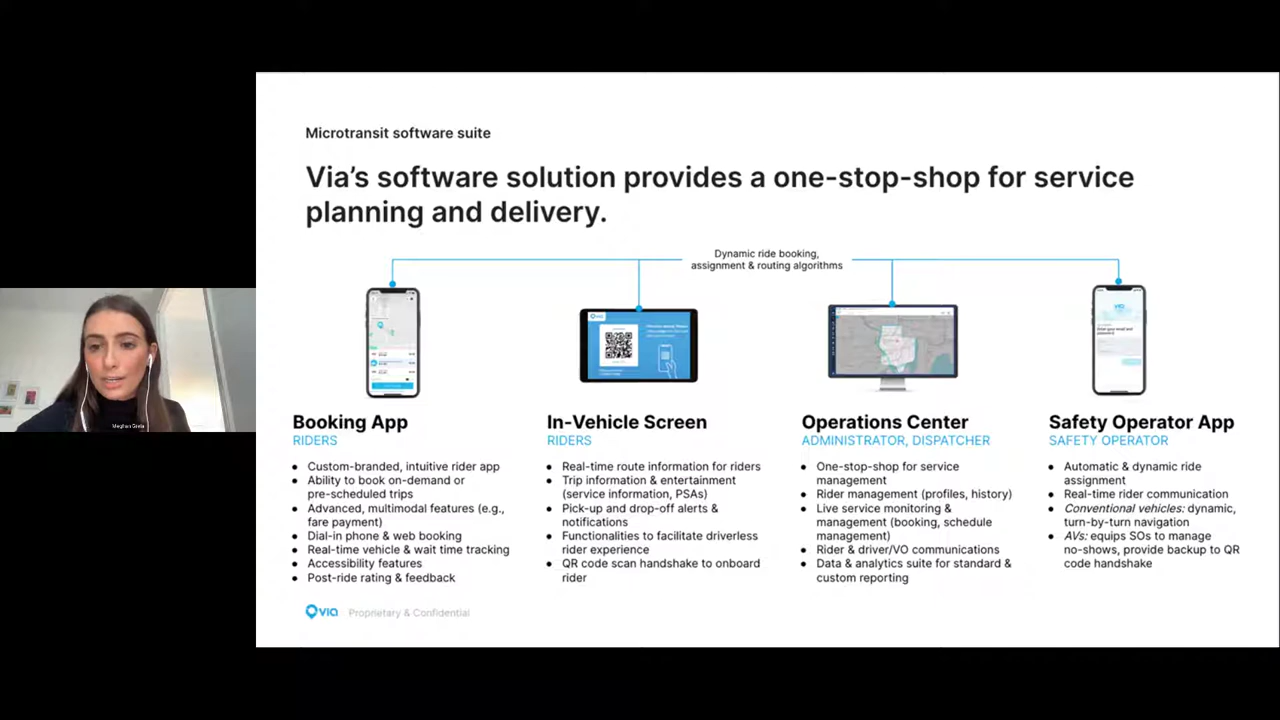 Microtransit software suite
Via's software solution provides a one-stop-shop for service
planning and delivery.
Dynamic ride booking,
assignment & routing algorithms
Booking App
RIDERS
• Custom-branded, intuitive rider app
• Ability to book on-demand or
pre-scheduled trips
• Advanced, multimodal features (e.g.,
fare payment)
• Dial-in phone & web booking
• Real-time vehicle & wait time tracking
• Accessibility features
• Post-ride rating & feedback
In-Vehicle Screen
RIDERS
• Real-time route information for riders
• Trip information & entertainment
(service information, PSAs)
• Pick-up and drop-off alerts &
notifications
• Functionalities to facilitate driverless
rider experience
• QR code scan handshake to onboard
rider
Operations Center
ADMINISTRATOR, DISPATCHER
• One-stop-shop for service
management
• Rider management (profiles, history)
• Live service monitoring &
management (booking, schedule
management)
• Rider & driver/VO communications
• Data & analytics suite for standard &
custom reporting
Safety Operator App
SAFETY OPERATOR
• Automatic & dynamic ride
assignment
• Real-time rider communication
• Conventional vehicles: dynamic,
turn-by-turn navigation
• AVs: equips SOs to manage
no-shows, provide backup to QR
code handshake
via
Proprietary & Confidential
via
via
Meghan